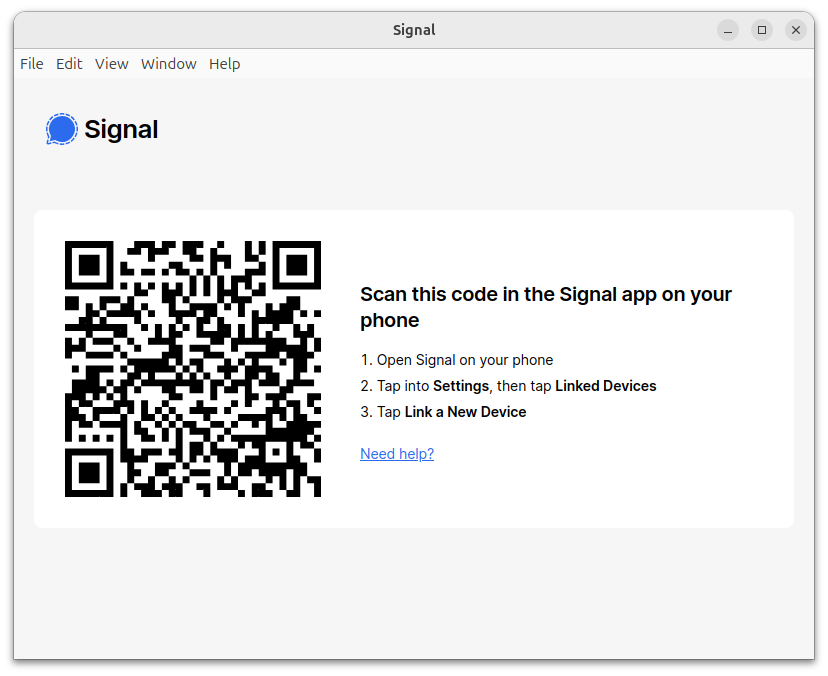 Signal
File Edit View Window Help
Signal
Scan this code in the Signal app on your
phone
1. Open Signal on your phone
2. Tap into Settings, then tap Linked Devices
3. Tap Link a New Device
Need help?